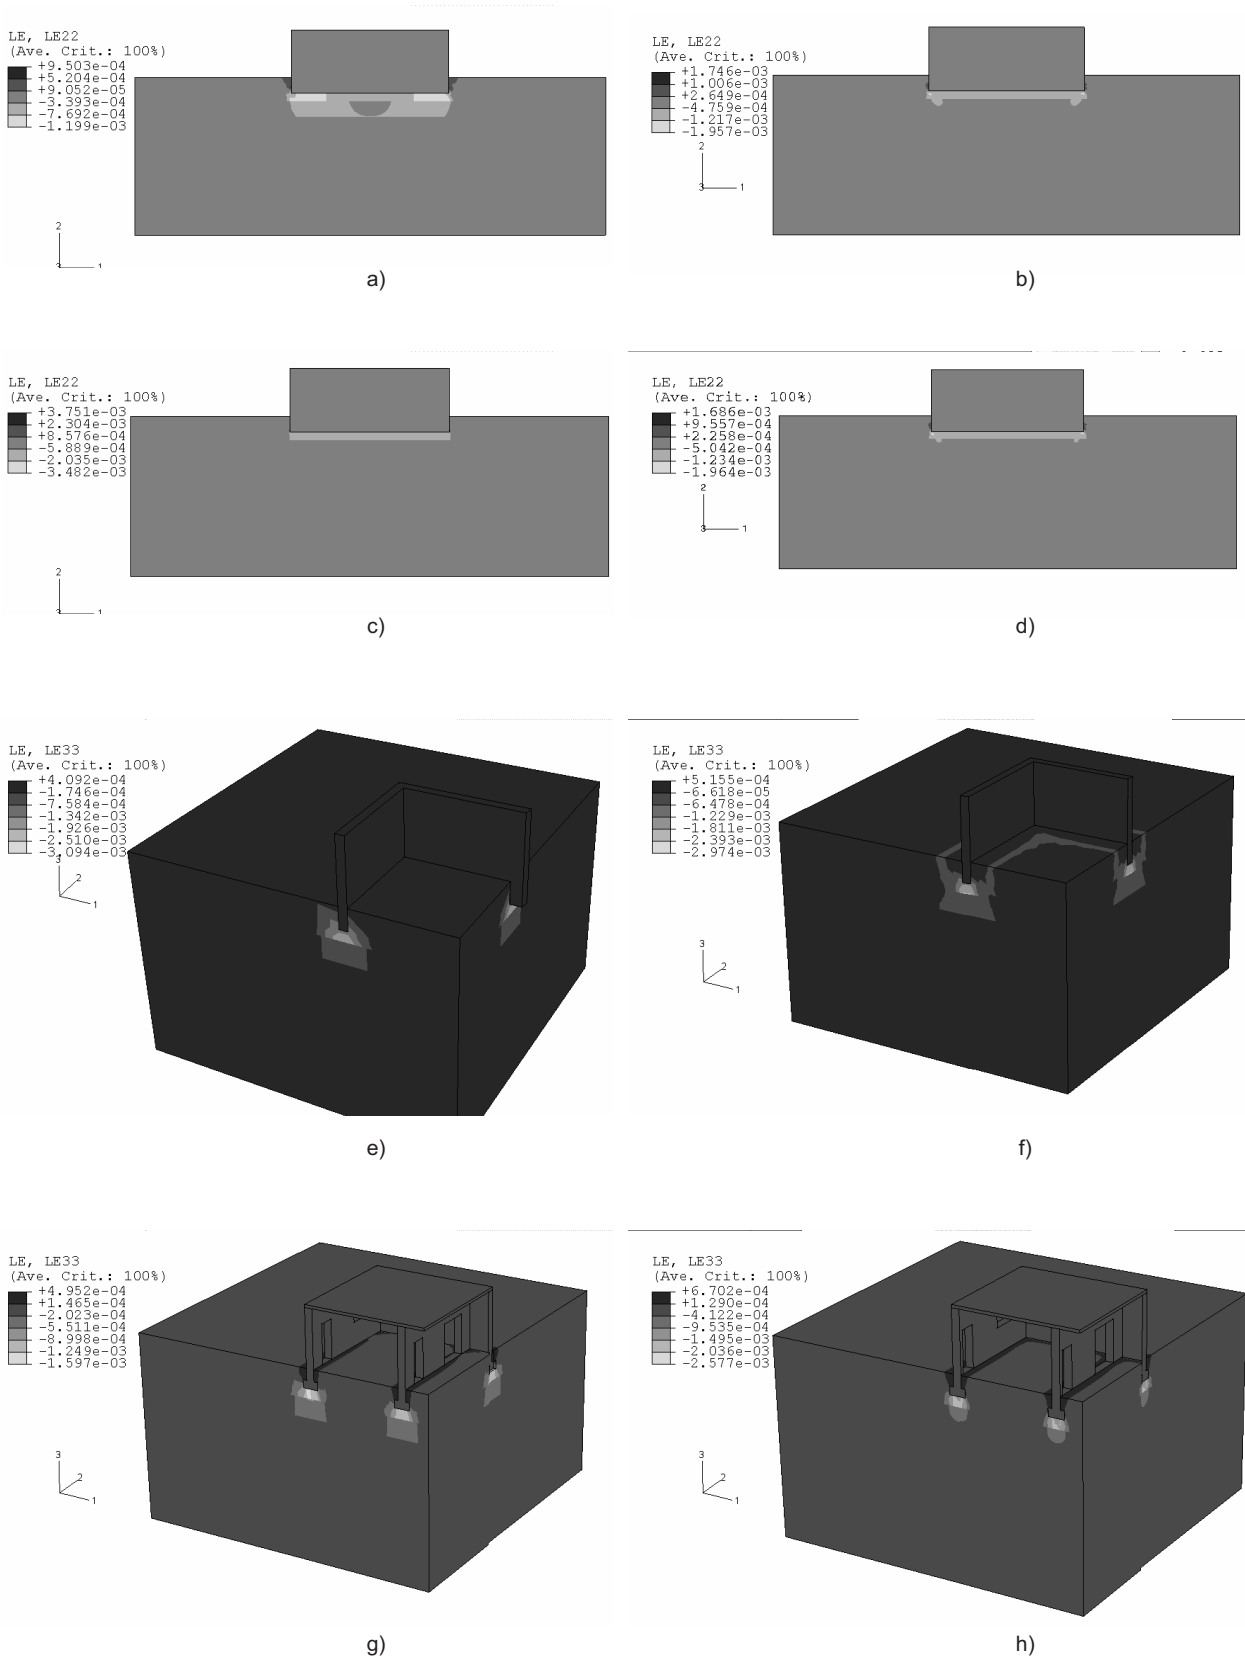 LE, LE22
(Ave. Crit.: 100%)
+9.503e-04
+5.204e-04
+9.052e-05
-3.393e-04
-7.692e-04
-1.199e-03
2
3
1
a)
LE, LE22
(Ave. Crit.: 100%)
+1.746e-03
+1.006e-03
+2.649e-04
-4.759e-04
-1.217e-03
-1.957e-03
2
3
1
b)
LE, LE22
(Ave. Crit.: 100%)
+3.751e-03
+2.304e-03
+8.576e-04
-5.889e-04
-2.035e-03
-3.482e-03
2
3
1
c)
LE, LE22
(Ave. Crit.: 100%)
+1.686e-03
+9.557e-04
+2.258e-04
-5.042e-04
-1.234e-03
-1.964e-03
2
3
1
d)
LE, LE33
(Ave. Crit.: 100%)
+4.092e-04
-1.746e-04
-7.584e-04
-1.342e-03
-1.926e-03
-2.510e-03
-3.094e-03
3
2
1
e)
LE, LE33
(Ave. Crit.: 100%)
+5.155e-04
-6.618e-05
-6.478e-04
-1.229e-03
-1.811e-03
-2.393e-03
-2.974e-03
3
2
1
f)
LE, LE33
(Ave. Crit.: 100%)
+4.952e-04
+1.465e-04
-2.023e-04
-5.511e-04
-8.998e-04
-1.249e-03
-1.597e-03
3
2
1
g)
LE, LE33
(Ave. Crit.: 100%)
+6.702e-04
+1.290e-04
-4.122e-04
-9.535e-04
-1.495e-03
-2.036e-03
-2.577e-03
3
2
1
h)